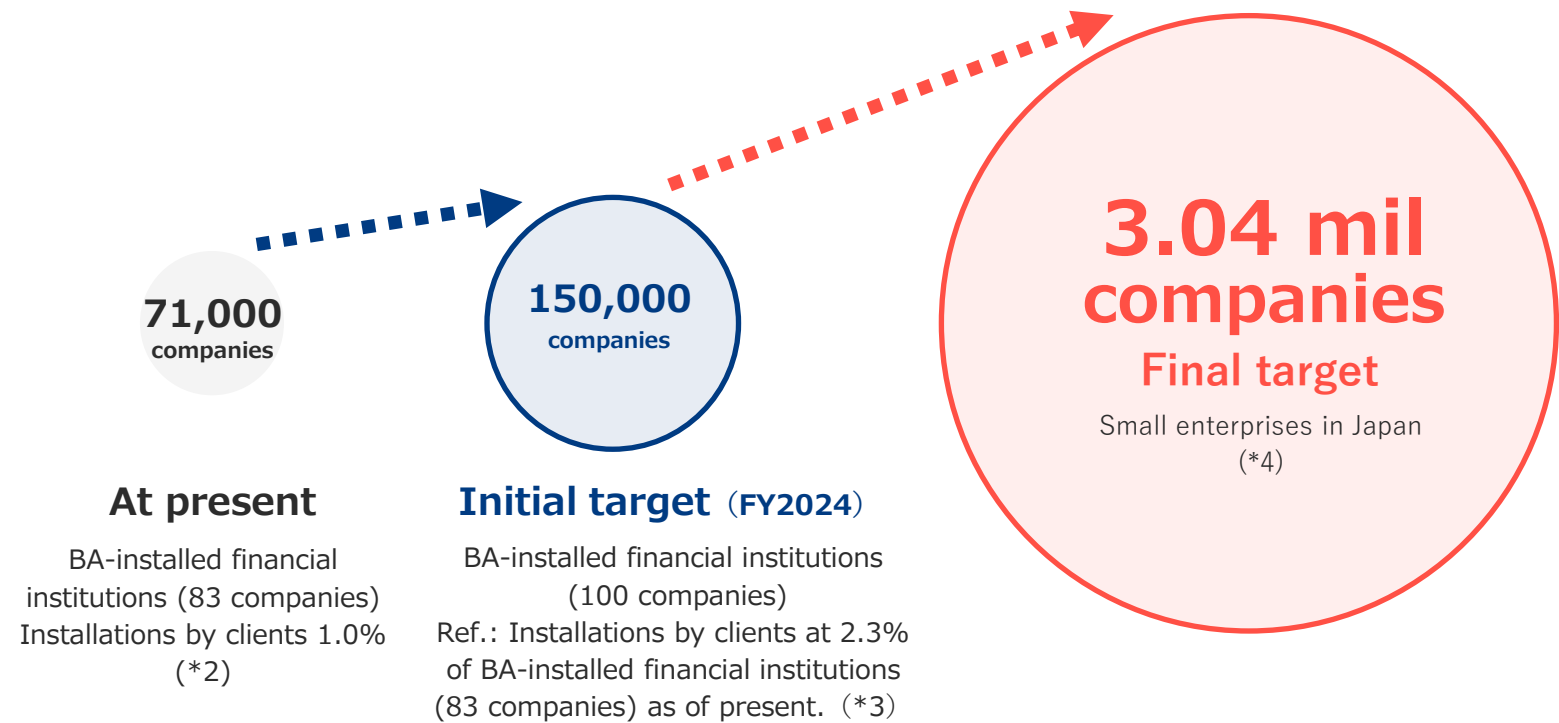 71,000
companies
At present
BA-installed financial
institutions (83 companies)
Installations by clients 1.0%
(*2)
150,000
companies
Initial target（FY2024）
BA-installed financial institutions
(100 companies)
Ref.: Installations by clients at 2.3%
of BA-installed financial institutions
(83 companies) as of present.（*3）
3.04 mil
companies
Final target
Small enterprises in Japan
(*4)